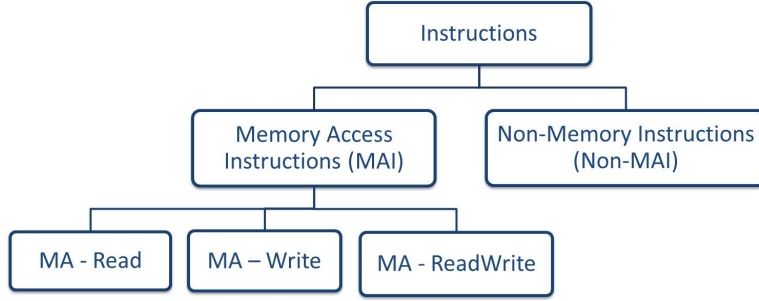 Instructions
Memory Access
Instructions (MAI)
Non-Memory Instructions
(Non-MAI)
MA - Read
MA – Write
MA - ReadWrite